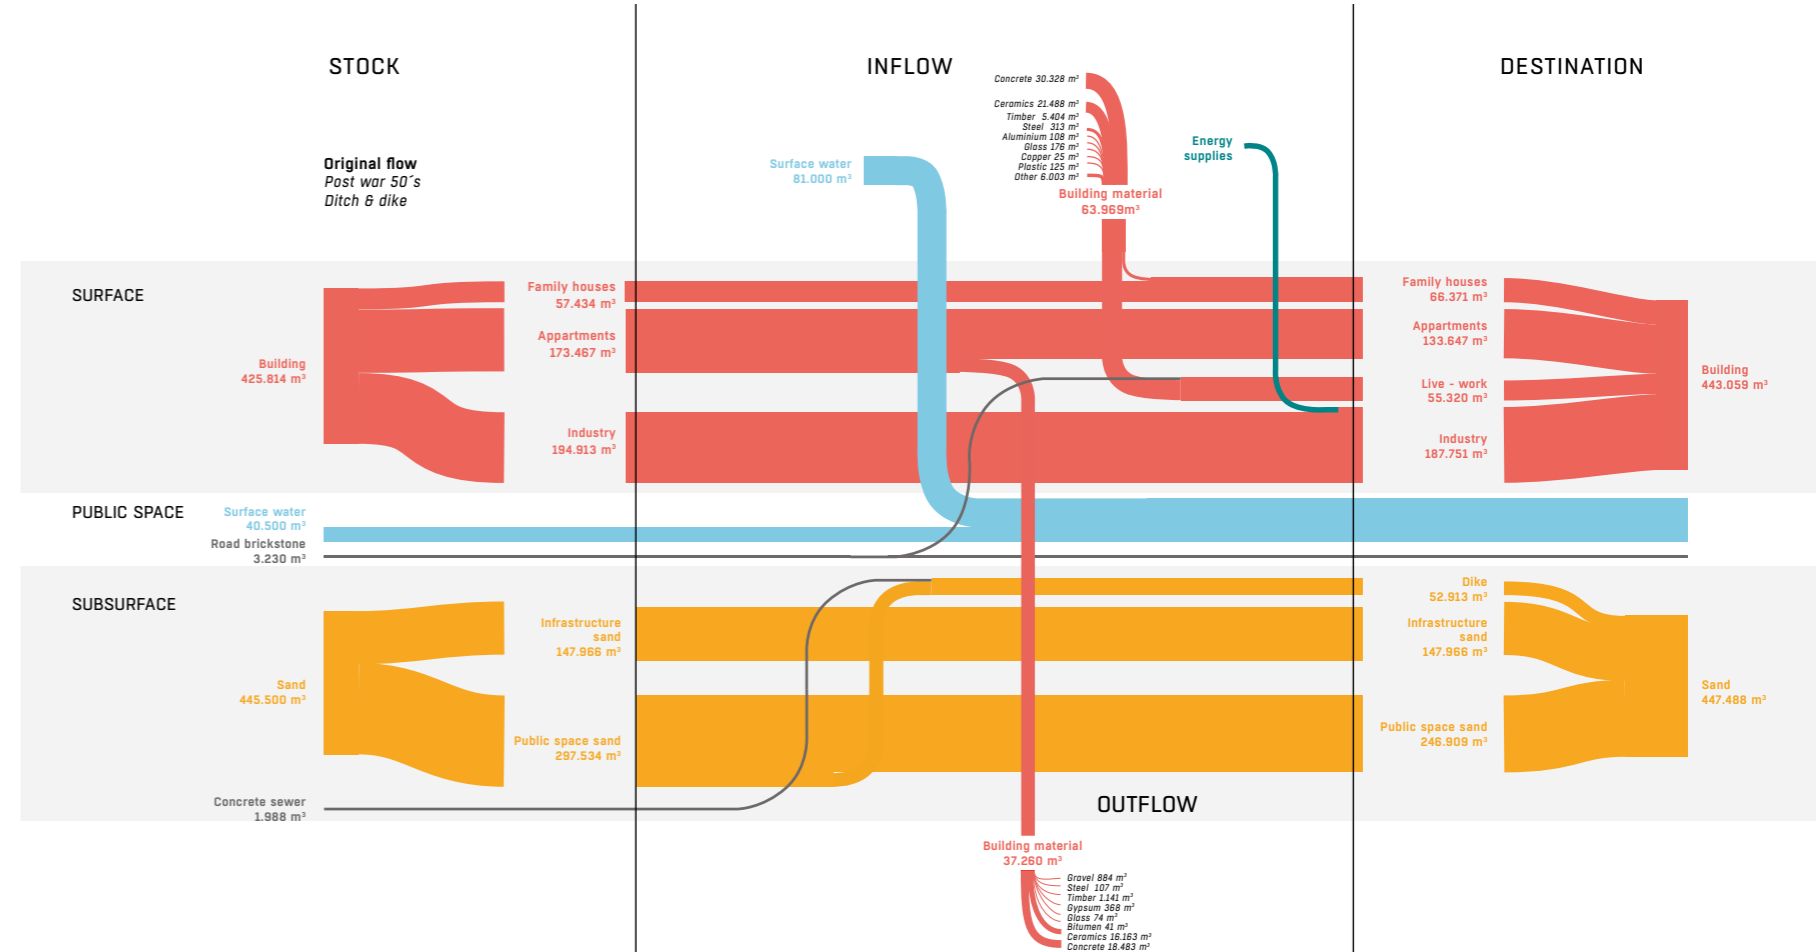 STOCK
INFLOW
DESTINATION
Original flow
Post war 50´s
Ditch & dike
Concrete 30.328 m³
Ceramics 21.488 m³
Timber 5.404 m³
Steel 313 m³
Aluminium 108 m³
Glass 176 m³
Copper 25 m³
Plastic 125 m³
Other 6.003 m³
Building material
63.969m³
Surface water
81.000 m³
Energy
supplies
SURFACE
Building
425.814 m³
Family houses
57.434 m³
Appartments
173.467 m³
Industry
194.913 m³
Family houses
66.371 m³
Appartments
133.647 m³
Live - work
55.320 m³
Industry
187.751 m³
Building
443.059 m³
PUBLIC SPACE
Surface water
40.500 m³
Road brickstone
3.230 m³
SUBSURFACE
Sand
445.500 m³
Infrastructure
sand
147.966 m³
Public space sand
297.534 m³
Concrete sewer
1.988 m³
Dike
52.913 m³
Infrastructure
sand
147.966 m³
Public space sand
246.909 m³
Sand
447.488 m³
OUTFLOW
Building material
37.260 m³
Gravel 884 m³
Steel 107 m³
Timber 1.141 m³
Gypsum 368 m³
Glass 74 m³
Bitumen 41 m³
Ceramics 16.163 m³
Concrete 18.483 m³